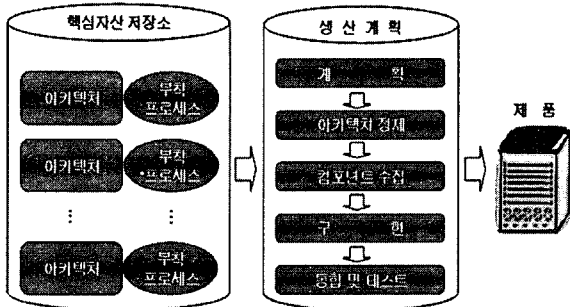 핵심자산 저장소
아키텍처
부착
프로세스
아키텍처
부착
프로세스
아키텍처
부착
프로세스
생 산 계 획
계 획
아키텍처 정제
컴포넌트 수집
구 현
통합 및 테스트
제 품